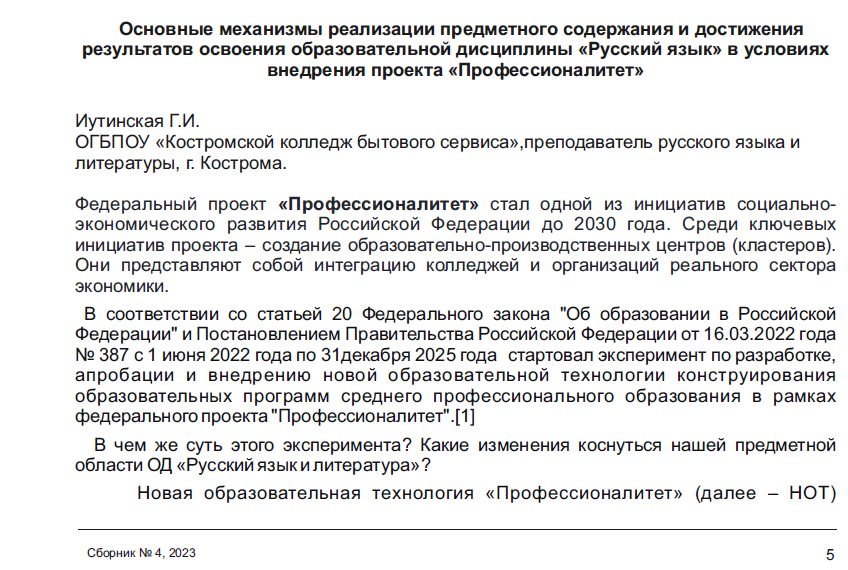 Основные механизмы реализации предметного содержания и достижения
результатов освоения образовательной дисциплины «Русский язык» в условиях
внедрения проекта «Профессионалитет»
Иутинская Г.И.
ОГБПОУ «Костромской колледж бытового сервиса»,преподаватель русского языка и
литературы, г. Кострома.
Федеральный проект «Профессионалитет» стал одной из инициатив социально-
экономического развития Российской Федерации до 2030 года. Среди ключевых
инициатив проекта – создание образовательно-производственных центров (кластеров).
Они представляют собой интеграцию колледжей и организаций реального сектора
экономики.
В соответствии со статьей 20 Федерального закона "Об образовании в Российской
Федерации" и Постановлением Правительства Российской Федерации от 16.03.2022 года
№ 387 с 1 июня 2022 года по 31декабря 2025 года стартовал эксперимент по разработке,
апробации и внедрению новой образовательной технологии конструирования
образовательных программ среднего профессионального образования в рамках
федерального проекта "Профессионалитет".[1]
В чем же суть этого эксперимента? Какие изменения коснуться нашей предметной
области ОД «Русский язык и литература»?
Новая образовательная технология «Профессионалитет» (далее – НОТ)
Сборник № 4, 2023
5